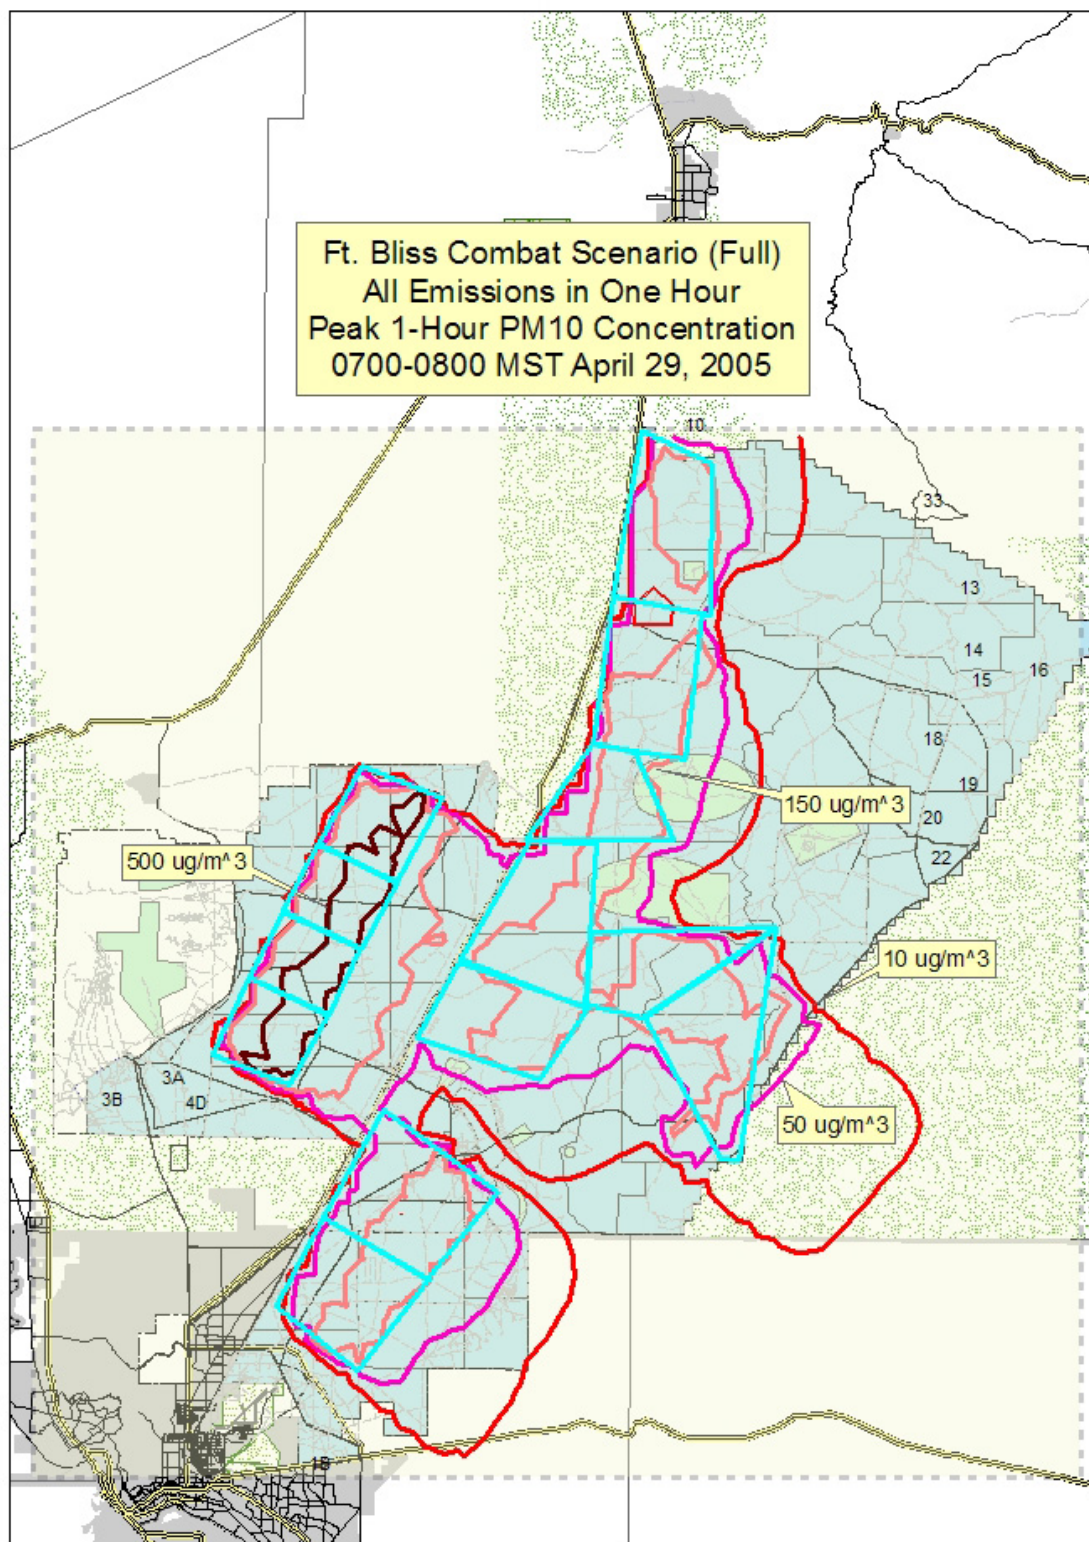 Ft. Bliss Combat Scenario (Full)
All Emissions in One Hour
Peak 1-Hour PM10 Concentration
0700-0800 MST April 29, 2005
10
33
13
14
15
16
18
19
150 ug/m^3
20
500 ug/m^3
22
10 ug/m^3
3A
3B
4D
50 ug/m^3
1B